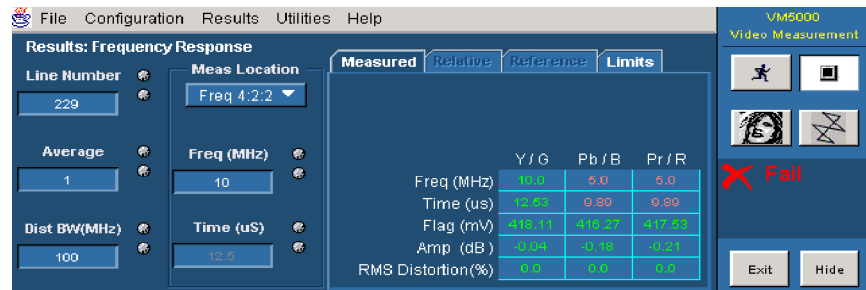 File Configuration Results Utilities Help
VM5000
Video Measurement
Results: Frequency Response
Line Number
229
Average
1
Dist BW(MHz)
100
Meas Location
Freq 4:2:2
Freq (MHz)
10
Time (uS)
12.5
Measured Relative Reference Limits
Y / G Pb / B Pr / R
Freq (MHz) 10.0 5.0 5.0
Time (us) 12.53 9.89 9.89
Flag (mV) 418.11 416.27 417.53
Amp (dB) -0.04 -0.18 -0.21
RMS Distortion(%) 0.0 0.0 0.0
Fail
Exit Hide